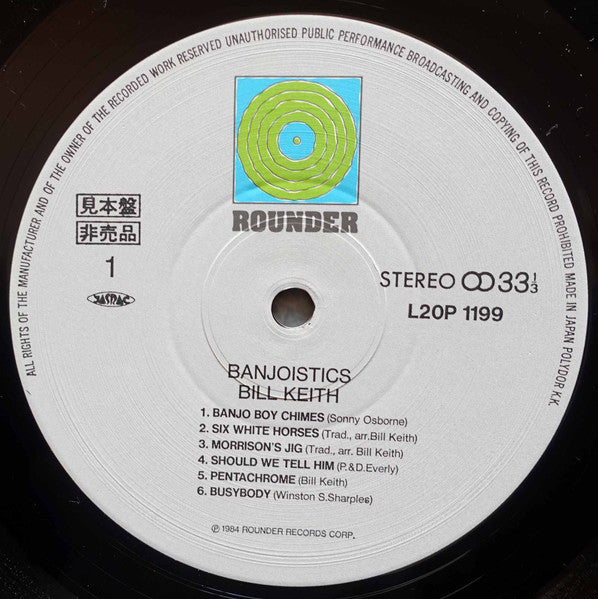 ALL RIGHTS OF THE MANUFACTURER AND OF THE OWNER OF THE RECORDED WORK RESERVED UNAUTHORISED PUBLIC PERFORMANCE BROADCASTING AND COPYING OF THIS RECORD PROHIBITED MADE IN JAPAN POLYDOR K.K.
ROUNDER
見本盤
非売品
1
JASRAC
STEREO 33 1/3
L20P 1199
BANJOISTICS
BILL KEITH
1. BANJO BOY CHIMES (Sonny Osborne)
2. SIX WHITE HORSES (Trad., arr. Bill Keith)
3. MORRISON'S JIG (Trad., arr. Bill Keith)
4. SHOULD WE TELL HIM (P.&D.Everly)
5. PENTACHROME (Bill Keith)
6. BUSYBODY (Winston S.Sharples)
℗ 1984 ROUNDER RECORDS CORP.